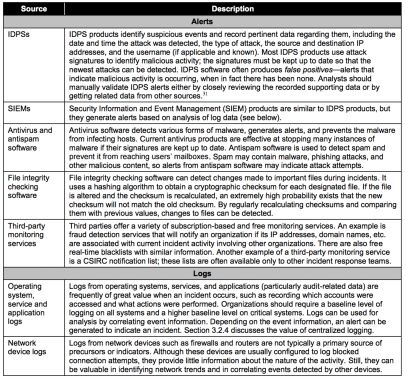 Source Description
Alerts
IDPSs
IDPS products identify suspicious events and record pertinent data regarding them, including the
date and time the attack was detected, the type of attack, the source and destination IP
addresses, and the username (if applicable and known). Most IDPS products use attack
signatures to identify malicious activity; the signatures must be kept up to date so that the
newest attacks can be detected. IDPS software often produces false positives—alerts that
indicate malicious activity is occurring, when in fact there has been none. Analysts should
manually validate IDPS alerts either by closely reviewing the recorded supporting data or by
getting related data from other sources.
SIEMs
Security Information and Event Management (SIEM) products are similar to IDPS products, but
they generate alerts based on analysis of log data (see below).
Antivirus and
antispam
software
Antivirus software detects various forms of malware, generates alerts, and prevents the malware
from infecting hosts. Current antivirus products are effective at stopping many instances of
malware if their signatures are kept up to date. Antispam software is used to detect spam and
prevent it from reaching users' mailboxes. Spam may contain malware, phishing attacks, and
other malicious content, so alerts from antispam software may indicate attack attempts.
File integrity
checking
software
File integrity checking software can detect changes made to important files during incidents. It
uses a hashing algorithm to obtain a cryptographic checksum for each designated file. If the file
is altered and the checksum is recalculated, an extremely high probability exists that the new
checksum will not match the old checksum. By regularly recalculating checksums and comparing
them with previous values, changes to files can be detected.
Third-party
monitoring
services
Third parties offer a variety of subscription-based and free monitoring services. An example is
fraud detection services that will notify an organization if its IP addresses, domain names, etc.
are associated with current incident activity involving other organizations. There are also free
real-time blacklists with similar information. Another example of a third-party monitoring service
is a CSIRC notification list; these lists are often available only to other incident response teams.
Logs
Operating
system,
service and
application
logs
Logs from operating systems, services, and applications (particularly audit-related data) are
frequently of great value when an incident occurs, such as recording which accounts were
accessed and what actions were performed. Organizations should require a baseline level of
logging on all systems and a higher baseline level on critical systems. Logs can be used for
analysis by correlating event information. Depending on the event information, an alert can be
generated to indicate an incident. Section 3.2.4 discusses the value of centralized logging.
Network
device logs
Logs from network devices such as firewalls and routers are not typically a primary source of
precursors or indicators. Although these devices are usually configured to log blocked
connection attempts, they provide little information about the nature of the activity. Still, they can
be valuable in identifying network trends and in correlating events detected by other devices.